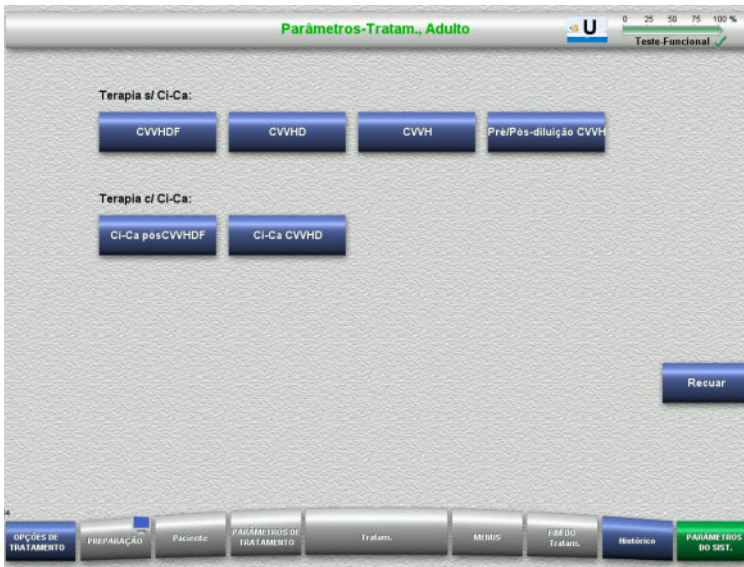 Parâmetros-Tratam., Adulto
U
0 25 50 75 100 %
Teste-Funcional
Terapia s/ Ci-Ca:
CVVHDF
CVVHD
CVVH
Pré/Pós-diluição CVVH
Terapia c/ Ci-Ca:
Ci-Ca pósCVVHDF
Ci-Ca CVVHD
Recuar
OPÇÕES DE
TRATAMENTO
PREPARAÇÃO
Paciente
PARÂMETROS DE
TRATAMENTO
Tratam.
MENUS
FIM DO
Tratam.
Histórico
PARÂMETROS
DO SIST.